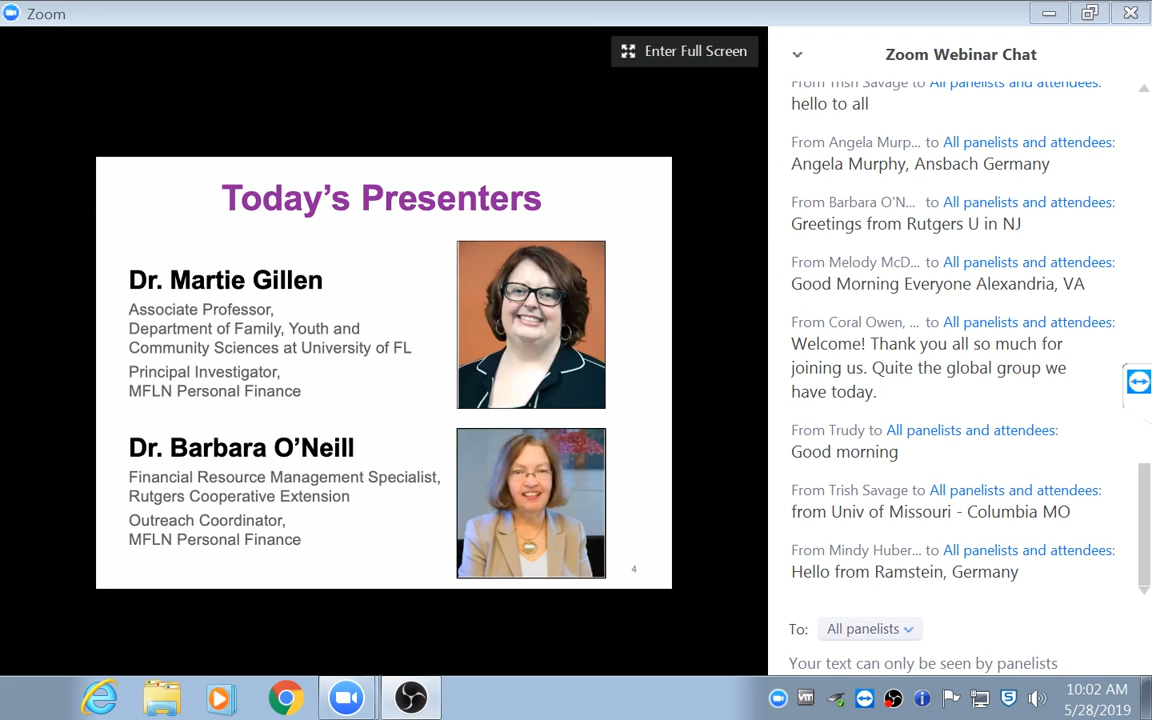 Zoom
Enter Full Screen
Today's Presenters
Dr. Martie Gillen
Associate Professor,
Department of Family, Youth and
Community Sciences at University of FL
Principal Investigator,
MFLN Personal Finance
Dr. Barbara O'Neill
Financial Resource Management Specialist,
Rutgers Cooperative Extension
Outreach Coordinator,
MFLN Personal Finance
4
Zoom Webinar Chat
From Trish Savage to All panelists and attendees:
hello to all
From Angela Murp... to All panelists and attendees:
Angela Murphy, Ansbach Germany
From Barbara O'N... to All panelists and attendees:
Greetings from Rutgers U in NJ
From Melody McD... to All panelists and attendees:
Good Morning Everyone Alexandria, VA
From Coral Owen, ... to All panelists and attendees:
Welcome! Thank you all so much for
joining us. Quite the global group we
have today.
From Trudy to All panelists and attendees:
Good morning
From Trish Savage to All panelists and attendees:
from Univ of Missouri - Columbia MO
From Mindy Huber... to All panelists and attendees:
Hello from Ramstein, Germany
To: All panelists
Your text can only be seen by panelists
10:02 AM
5/28/2019